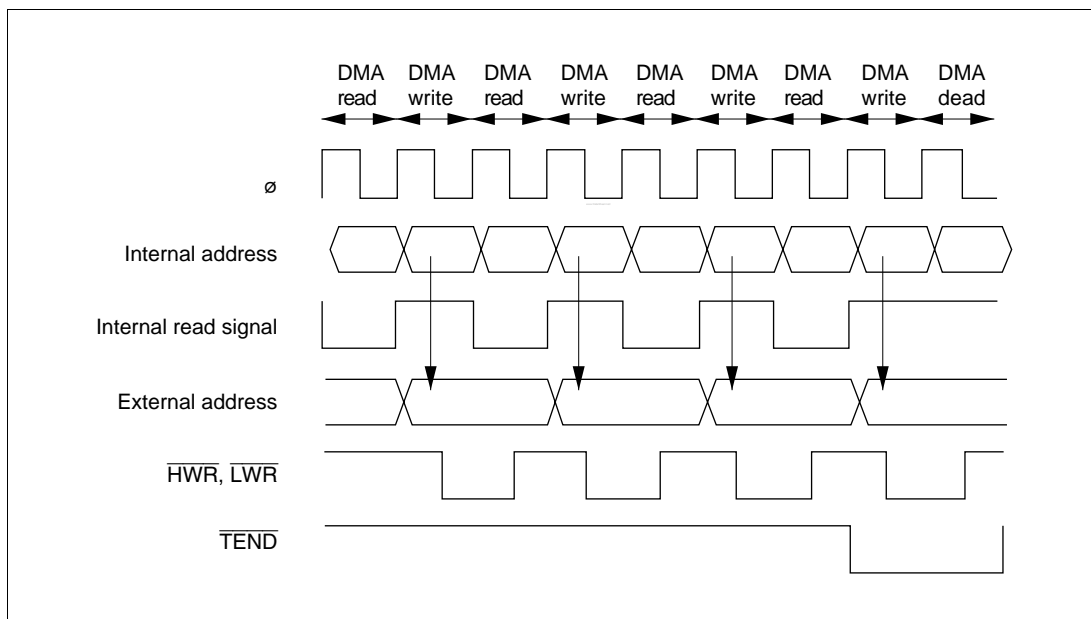 DMA DMA DMA DMA DMA DMA DMA DMA DMA
read write read write read write read write dead
ø
Internal address
Internal read signal
External address
HWR, LWR
TEND